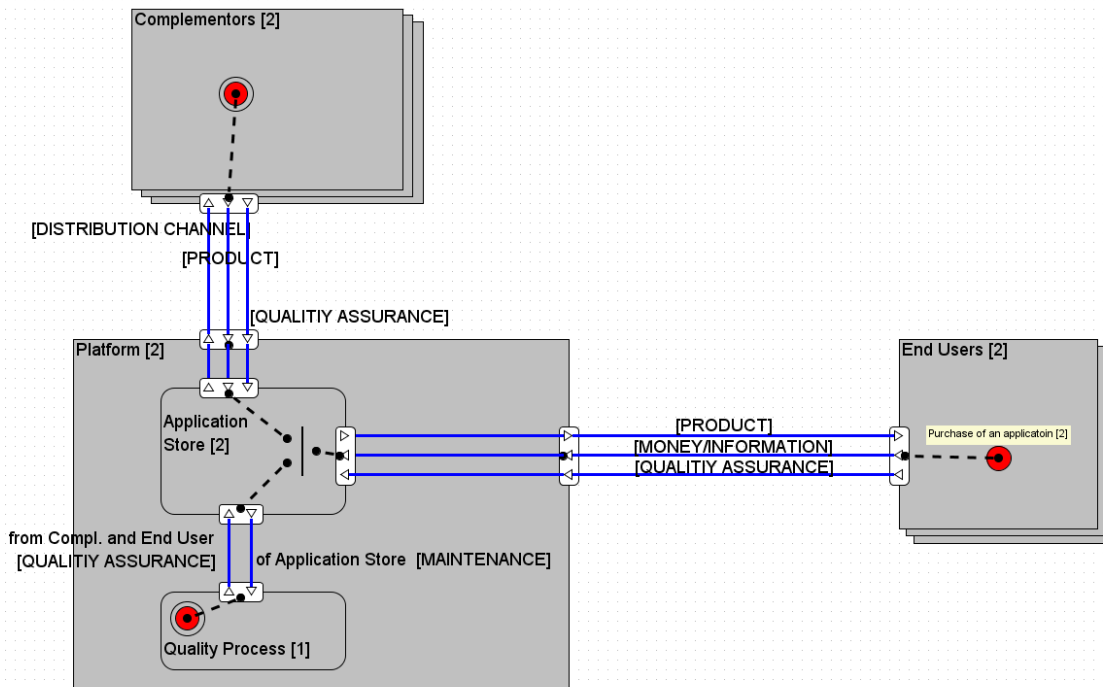 Complementors [2]
[DISTRIBUTION CHANNEL]
[PRODUCT]
[QUALITIY ASSURANCE]
Platform [2]
End Users [2]
Application
Store [2]
[PRODUCT]
Purchase of an applicatoin [2]
[MONEY/INFORMATION]
[QUALITIY ASSURANCE]
from Compl. and End User
[QUALITIY ASSURANCE]
of Application Store [MAINTENANCE]
Quality Process [1]